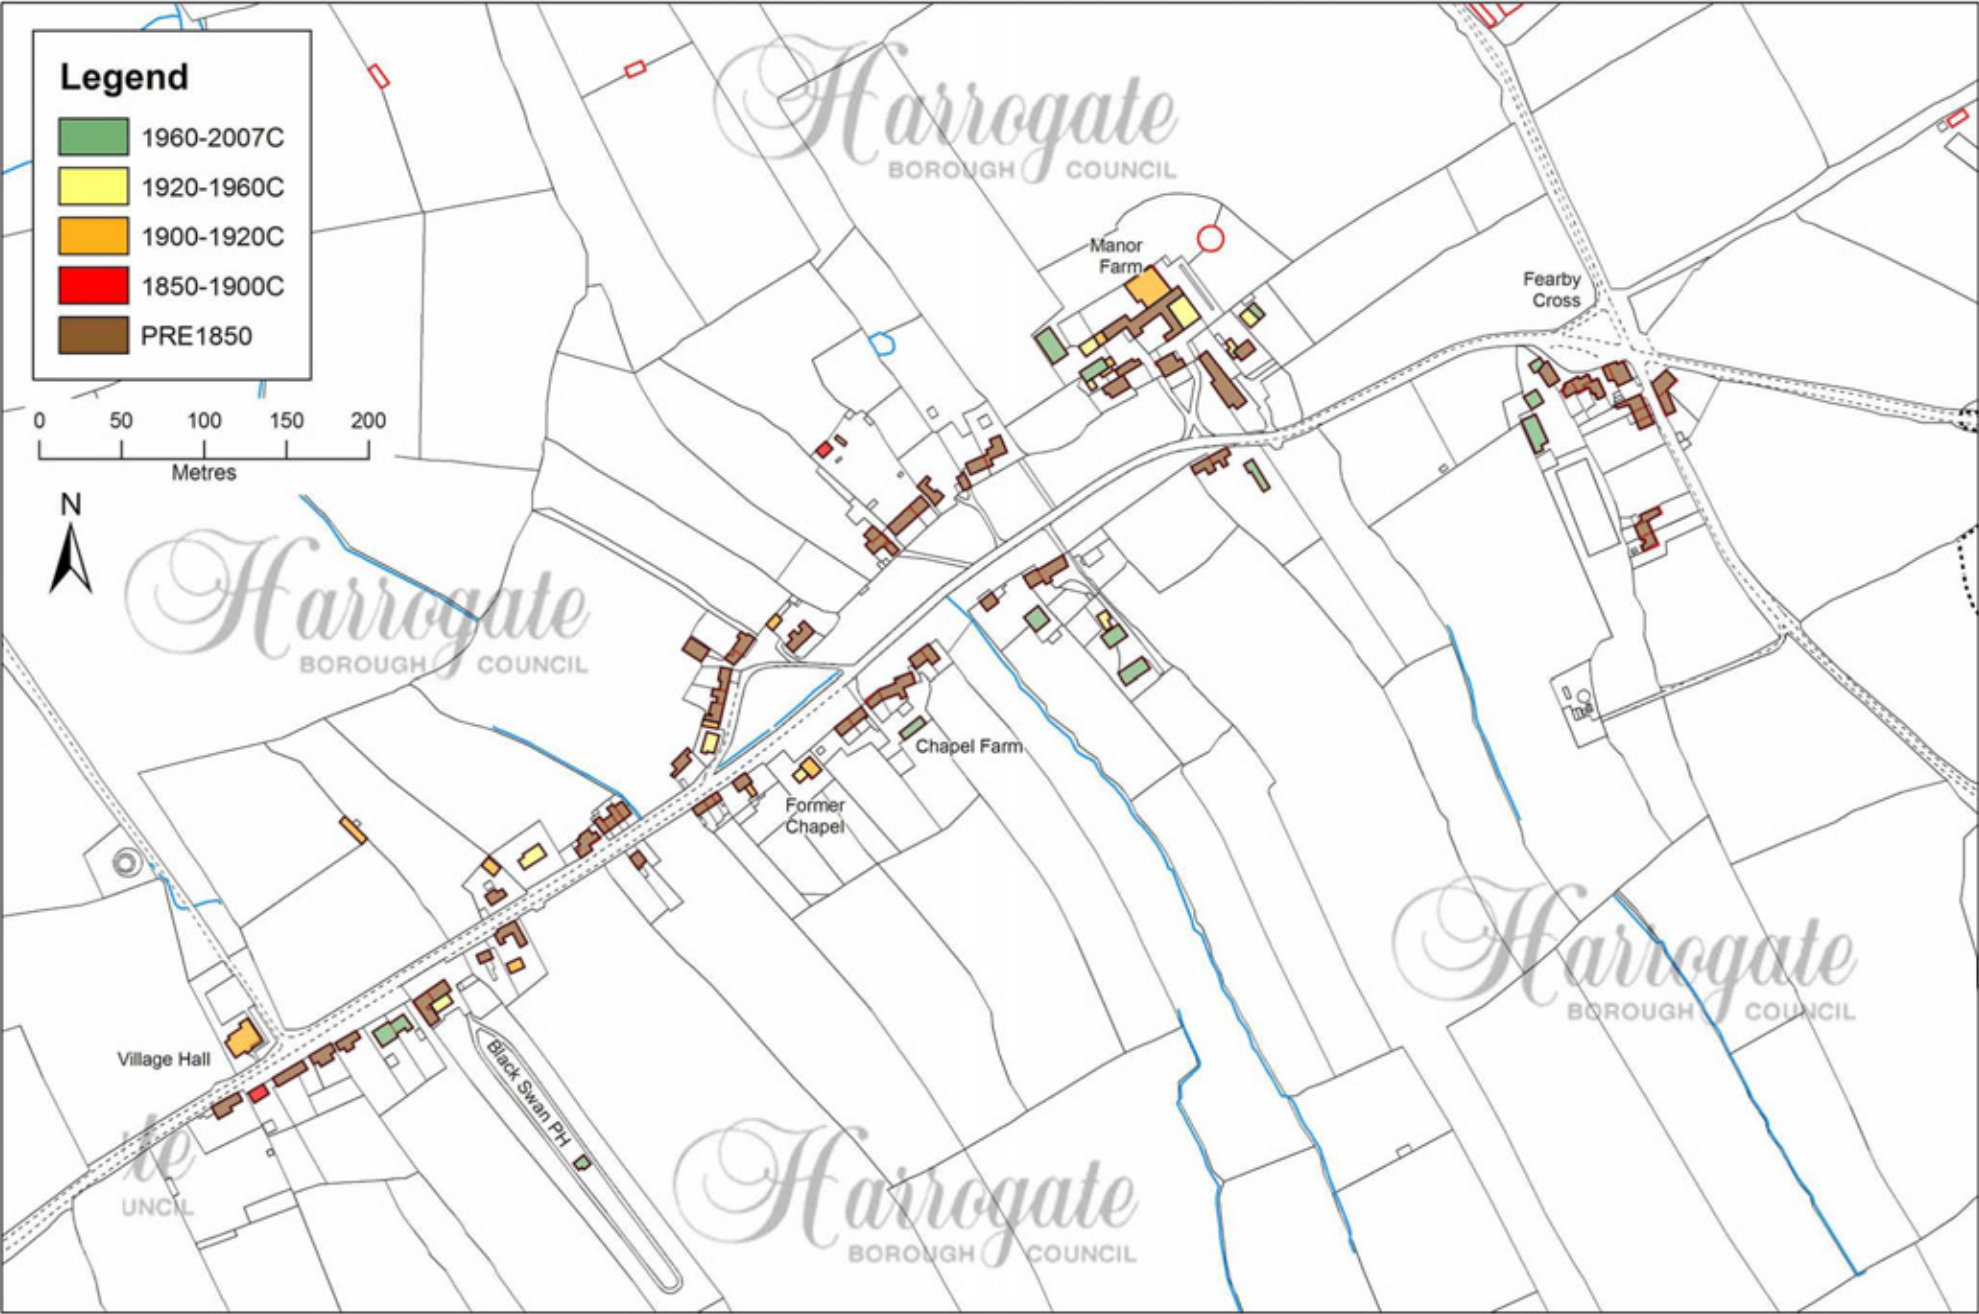 Legend
1960-2007C
1920-1960C
1900-1920C
1850-1900C
PRE1850
0 50 100 150 200
Metres
N
Harrogate
BOROUGH COUNCIL
Manor
Farm
Fearby
Cross
Harrogate
BOROUGH COUNCIL
Chapel Farm
Former
Chapel
Harrogate
BOROUGH COUNCIL
Village Hall
Black Swan PH
te
UNCIL
Harrogate
BOROUGH COUNCIL